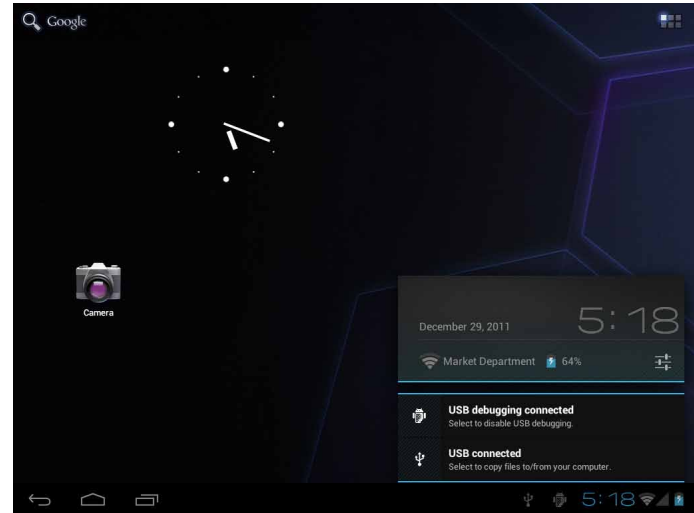 Google
Camera
December 29, 2011
5:18
Market Department 64%
USB debugging connected
Select to disable USB debugging.
USB connected
Select to copy files to/from your computer.
5:18